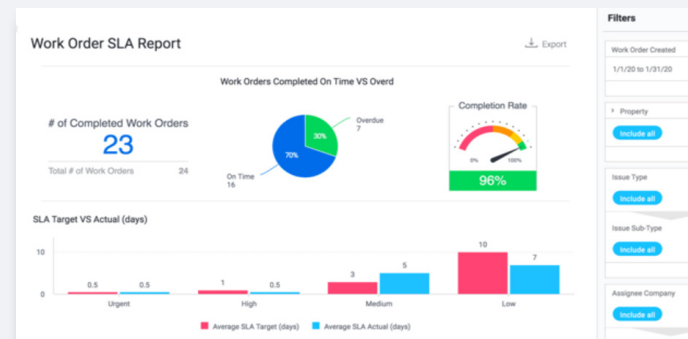 Work Order SLA Report
Export
Work Orders Completed On Time VS Overd
# of Completed Work Orders
23
Total # of Work Orders 24
Overdue
7
30%
70%
On Time
16
Completion Rate
0% 100%
96%
SLA Target VS Actual (days)
10
0
0.5 0.5
1 0.5
3 5
10 7
Urgent High Medium Low
Average SLA Target (days) Average SLA Actual (days)
Filters
Work Order Created
1/1/20 to 1/31/20
Property
Include all
Issue Type
Include all
Issue Sub-Type
Include all
Assignee Company
Include all